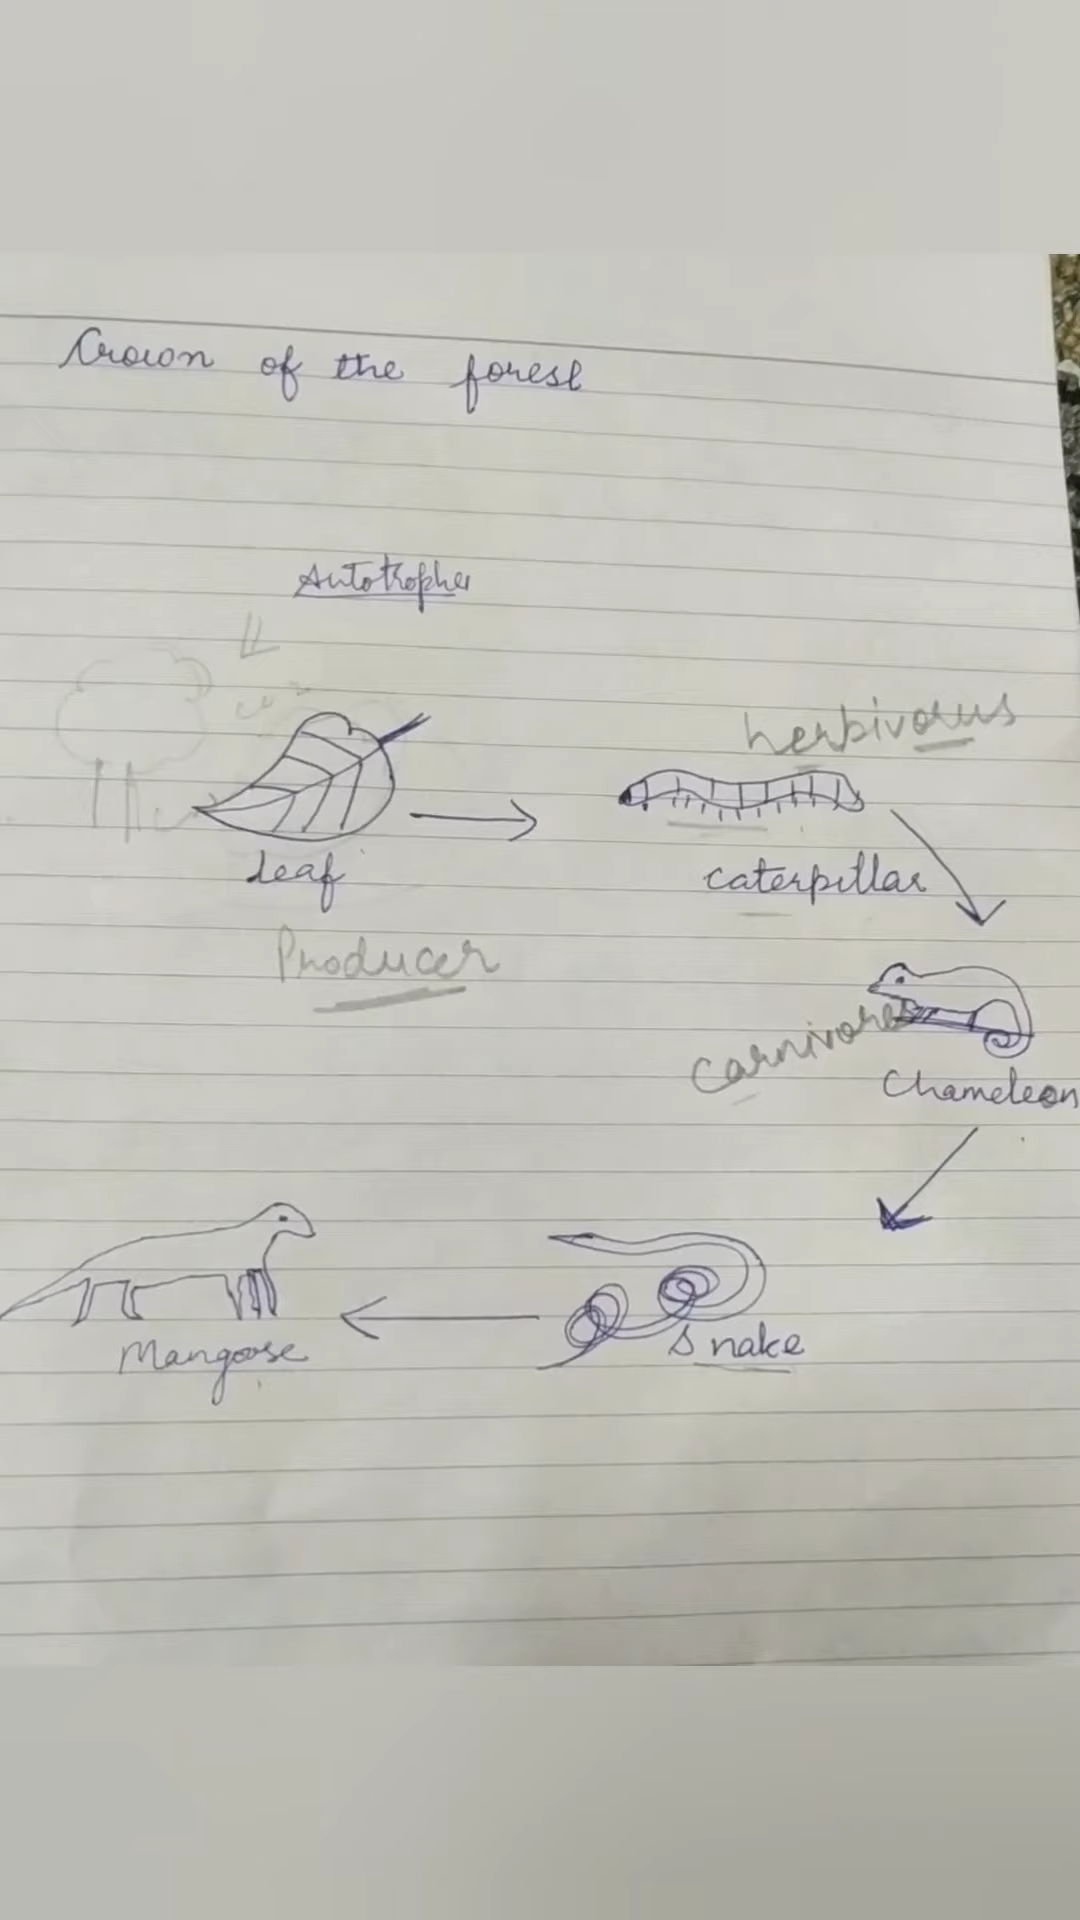 Crown of the forest
Autotrophes
herbivorus
leaf
caterpillar
Producer
carnivores
Chameleon
Snake
Mangoose